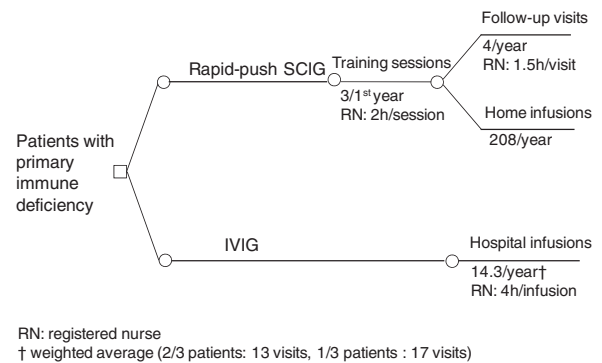 Follow-up visits
4/year
RN: 1.5h/visit
Rapid-push SCIG
Training sessions
3/1st year
RN: 2h/session
Home infusions
208/year
Patients with
primary
immune
deficiency
IVIG
Hospital infusions
14.3/year†
RN: 4h/infusion
RN: registered nurse
† weighted average (2/3 patients: 13 visits, 1/3 patients : 17 visits)